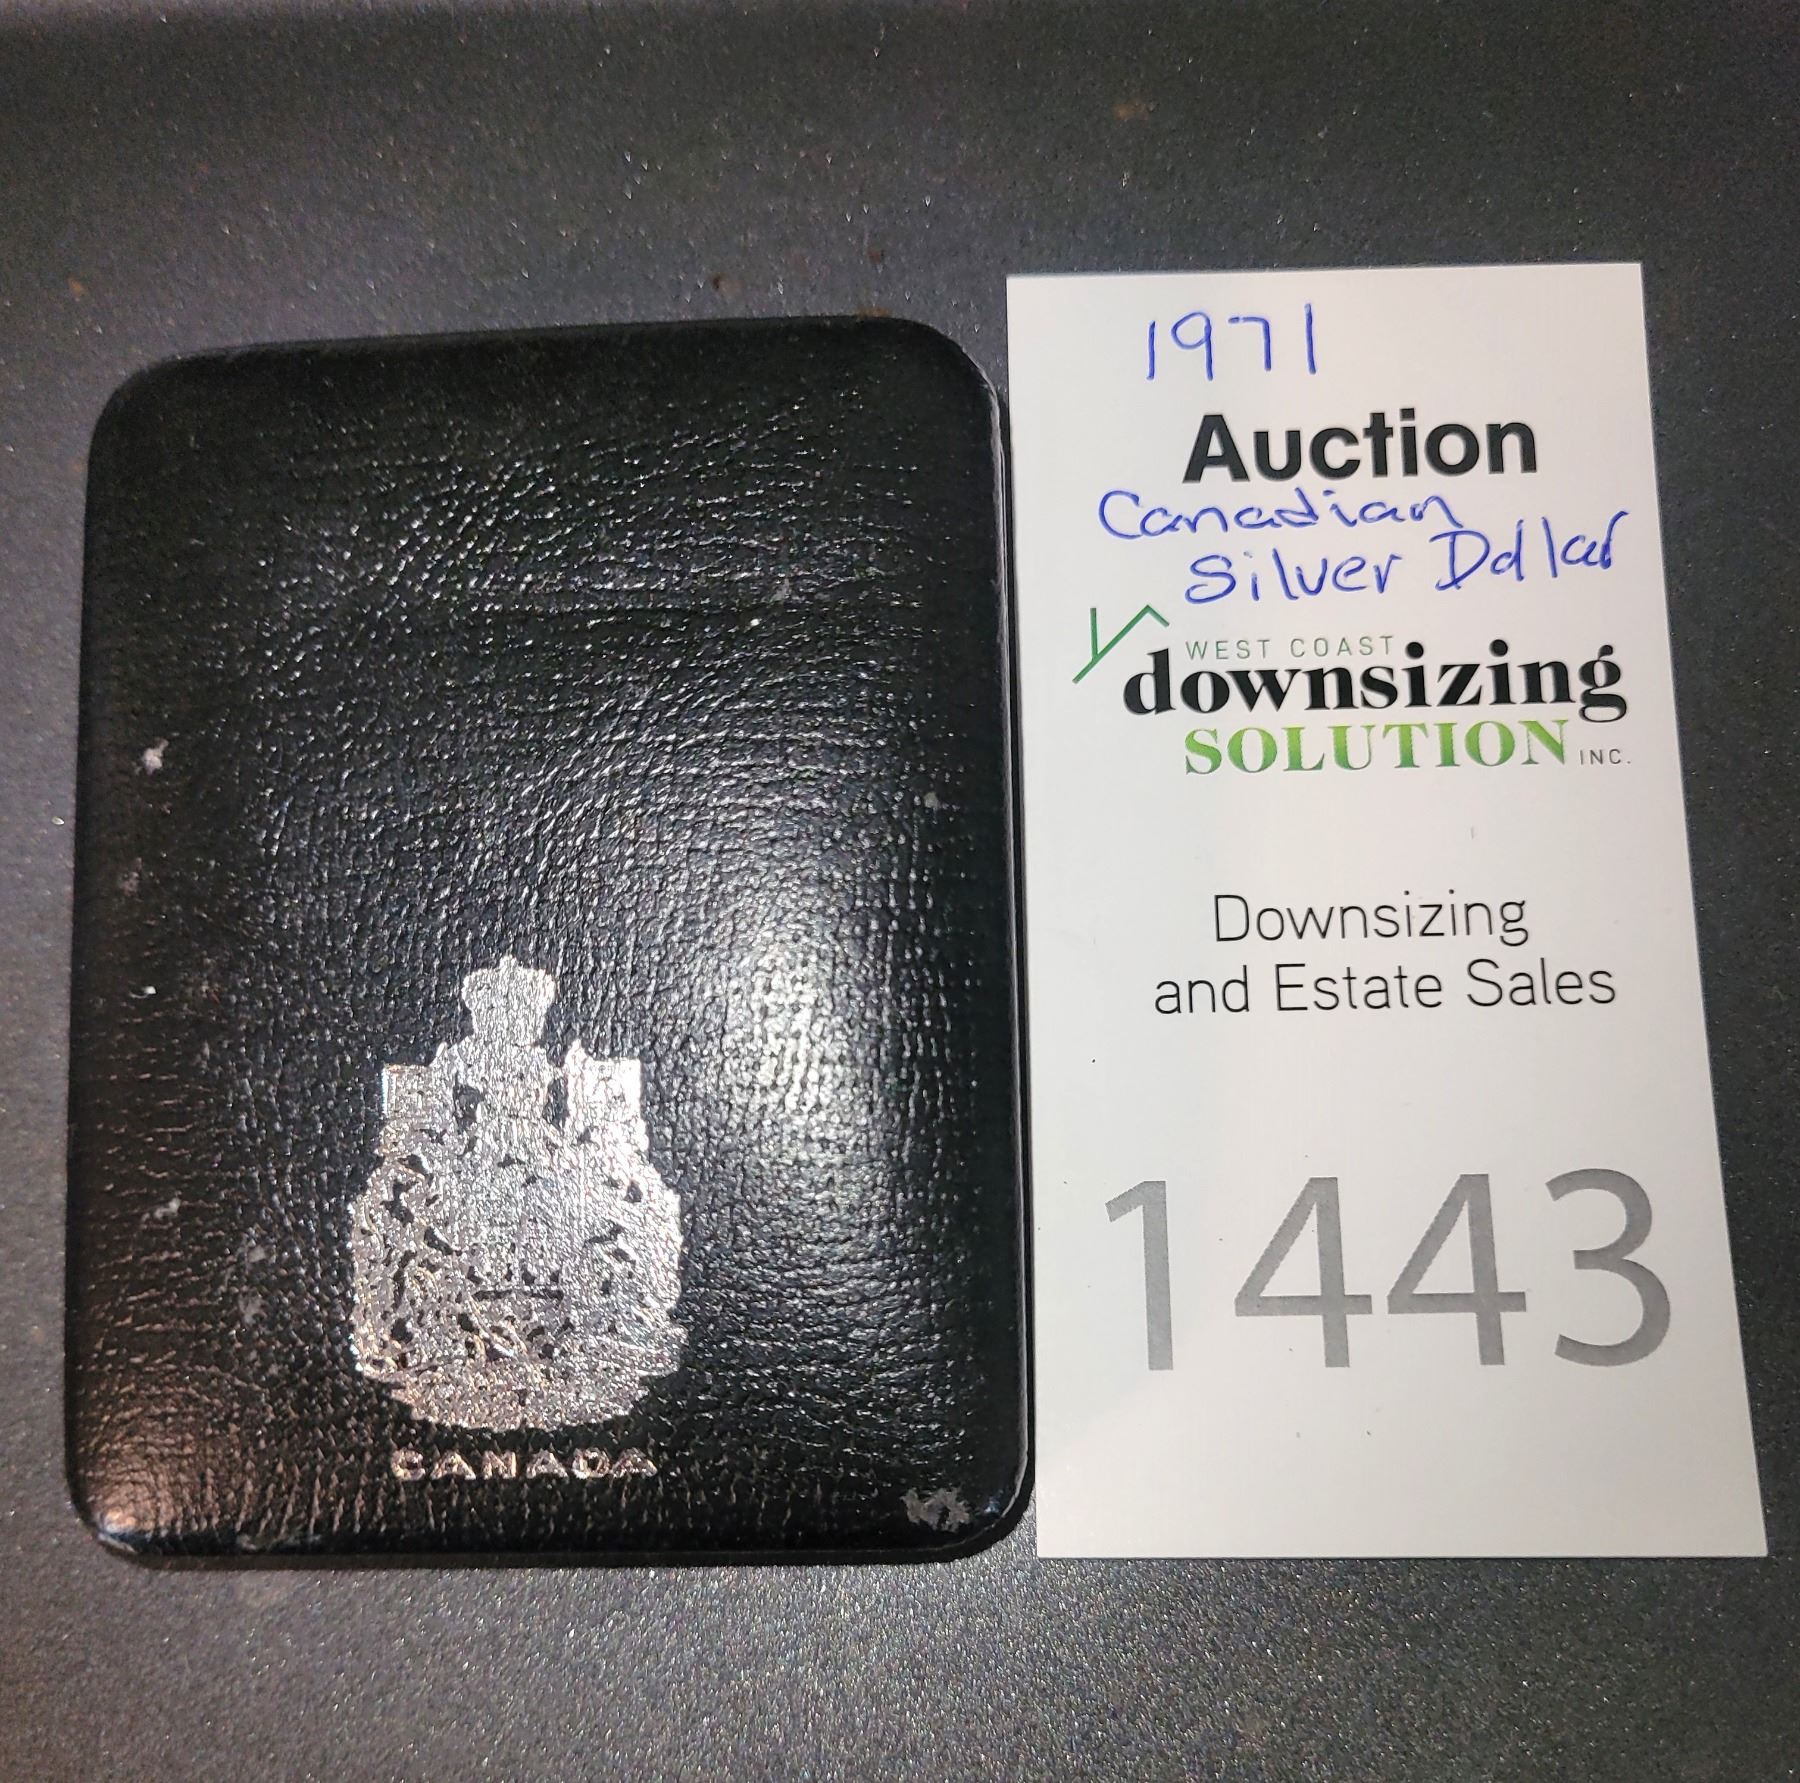 CANADA
1971
Auction
Canadian
Silver Dollar
WEST COAST
downsizing
SOLUTION INC.
Downsizing
and Estate Sales
1443